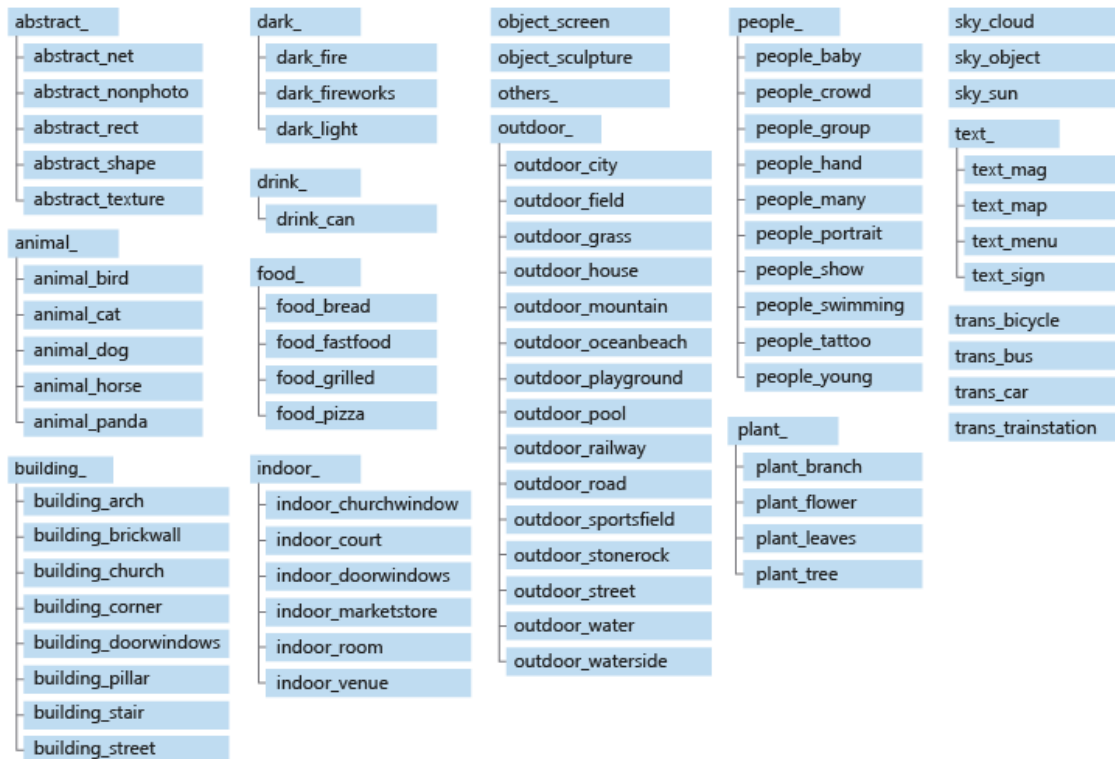 abstract_
abstract_net
abstract_nonphoto
abstract_rect
abstract_shape
abstract_texture
animal_
animal_bird
animal_cat
animal_dog
animal_horse
animal_panda
building_
building_arch
building_brickwall
building_church
building_corner
building_doorwindows
building_pillar
building_stair
building_street
dark_
dark_fire
dark_fireworks
dark_light
drink_
drink_can
food_
food_bread
food_fastfood
food_grilled
food_pizza
indoor_
indoor_churchwindow
indoor_court
indoor_doorwindows
indoor_marketstore
indoor_room
indoor_venue
object_screen
object_sculpture
others_
outdoor_
outdoor_city
outdoor_field
outdoor_grass
outdoor_house
outdoor_mountain
outdoor_oceanbeach
outdoor_playground
outdoor_pool
outdoor_railway
outdoor_road
outdoor_sportsfield
outdoor_stonerock
outdoor_street
outdoor_water
outdoor_waterside
people_
people_baby
people_crowd
people_group
people_hand
people_many
people_portrait
people_show
people_swimming
people_tattoo
people_young
plant_
plant_branch
plant_flower
plant_leaves
plant_tree
sky_cloud
sky_object
sky_sun
text_
text_mag
text_map
text_menu
text_sign
trans_bicycle
trans_bus
trans_car
trans_trainstation